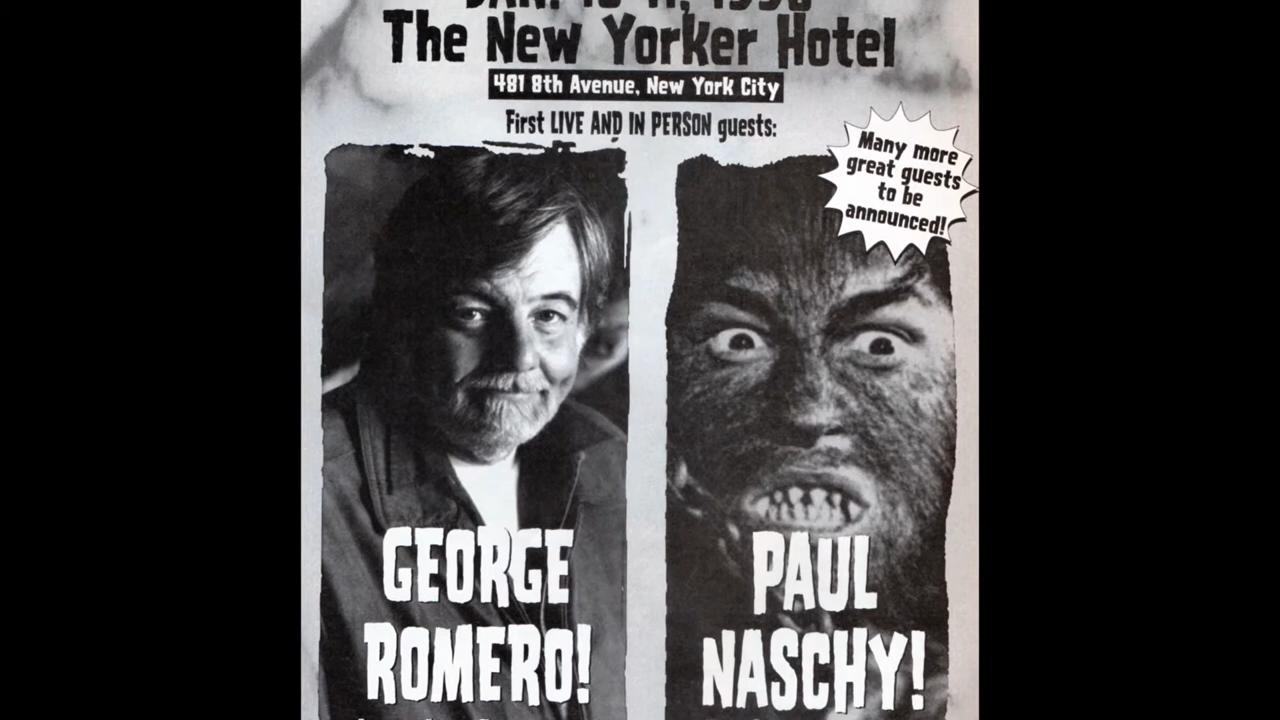 The New Yorker Hotel
481 8th Avenue, New York City
First LIVE AND IN PERSON guests:
Many more
great guests
to be
announced!
GEORGE
ROMERO!
PAUL
NASCHY!